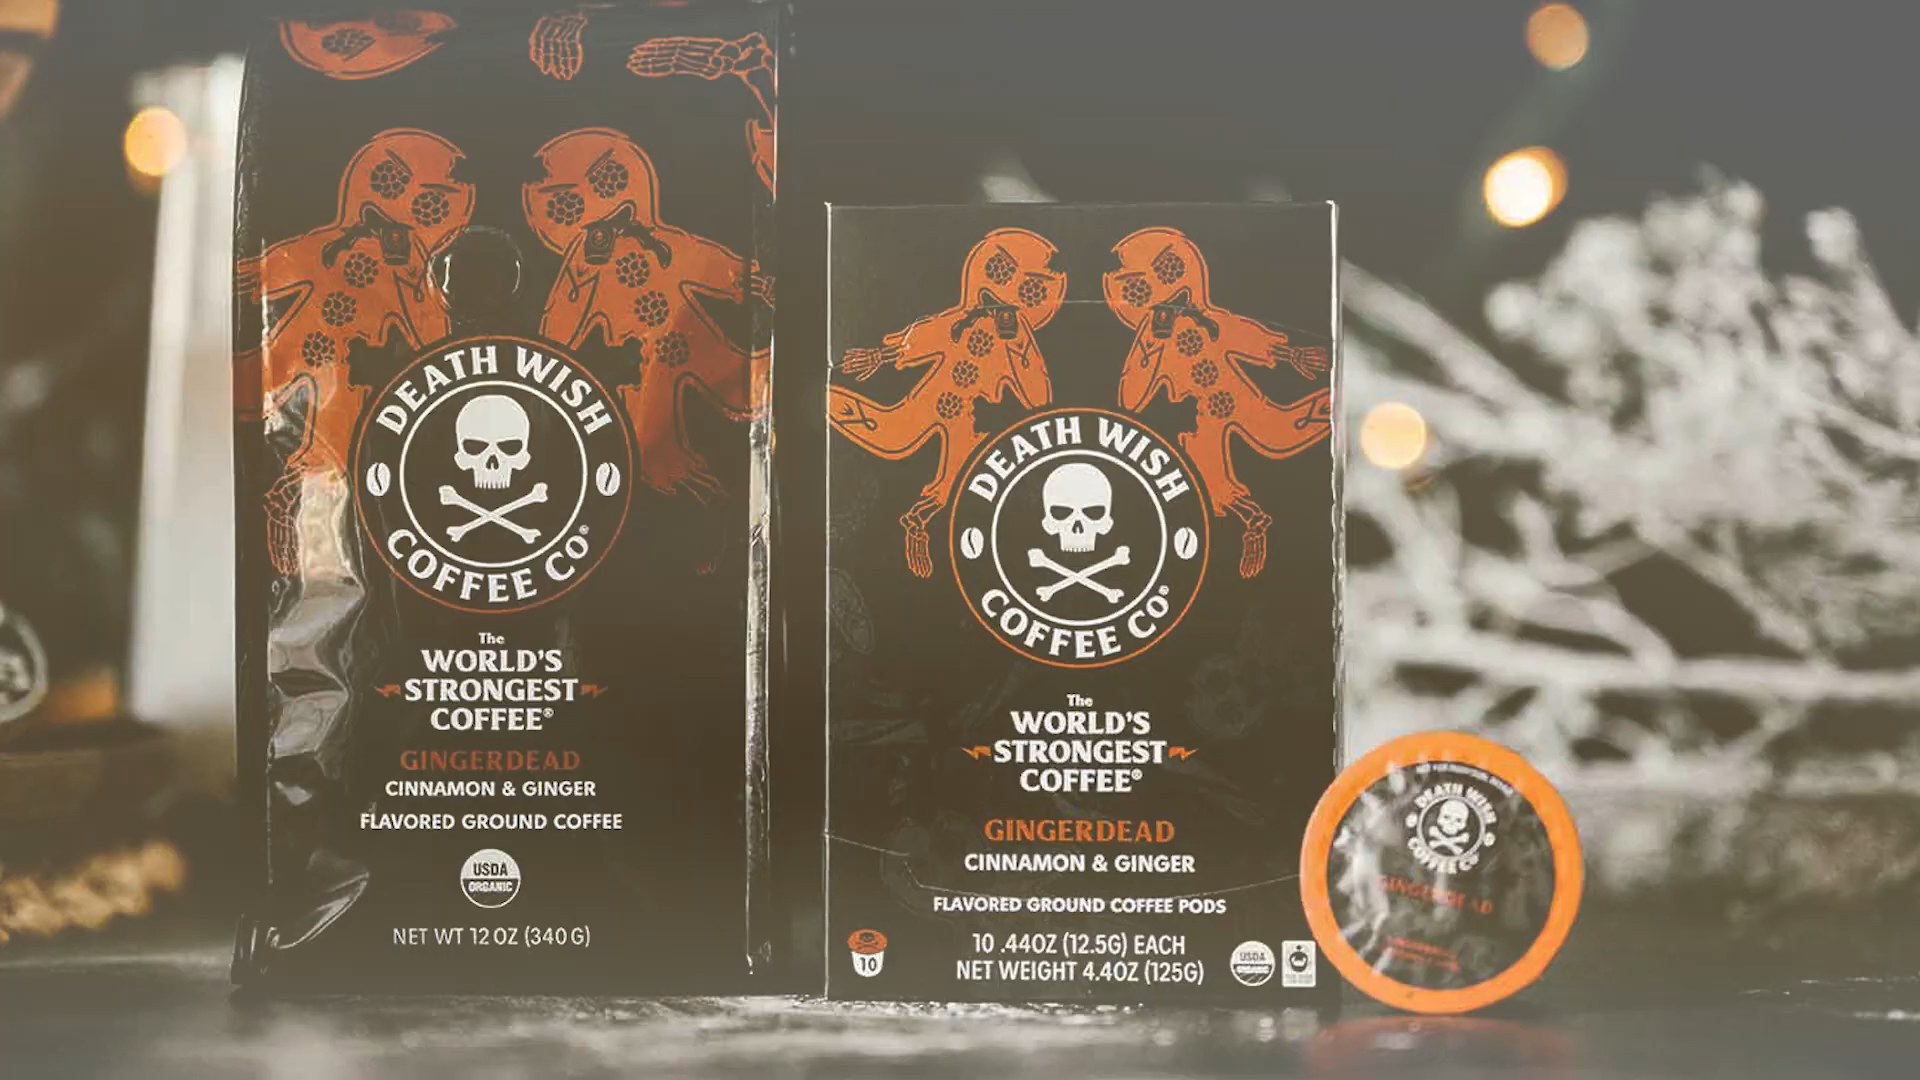 DEATH WISH
COFFEE CO®
The
WORLD'S
STRONGEST
COFFEE®
GINGERDEAD
CINNAMON & GINGER
FLAVORED GROUND COFFEE
USDA
ORGANIC
NET WT 12 OZ (340 G)
DEATH WISH
COFFEE CO®
The
WORLD'S
STRONGEST
COFFEE®
GINGERDEAD
CINNAMON & GINGER
FLAVORED GROUND COFFEE PODS
10
10 .44OZ (12.5G) EACH
NET WEIGHT 4.4OZ (125G)
USDA
ORGANIC
DEATH WISH
COFFEE CO
GINGERDEAD